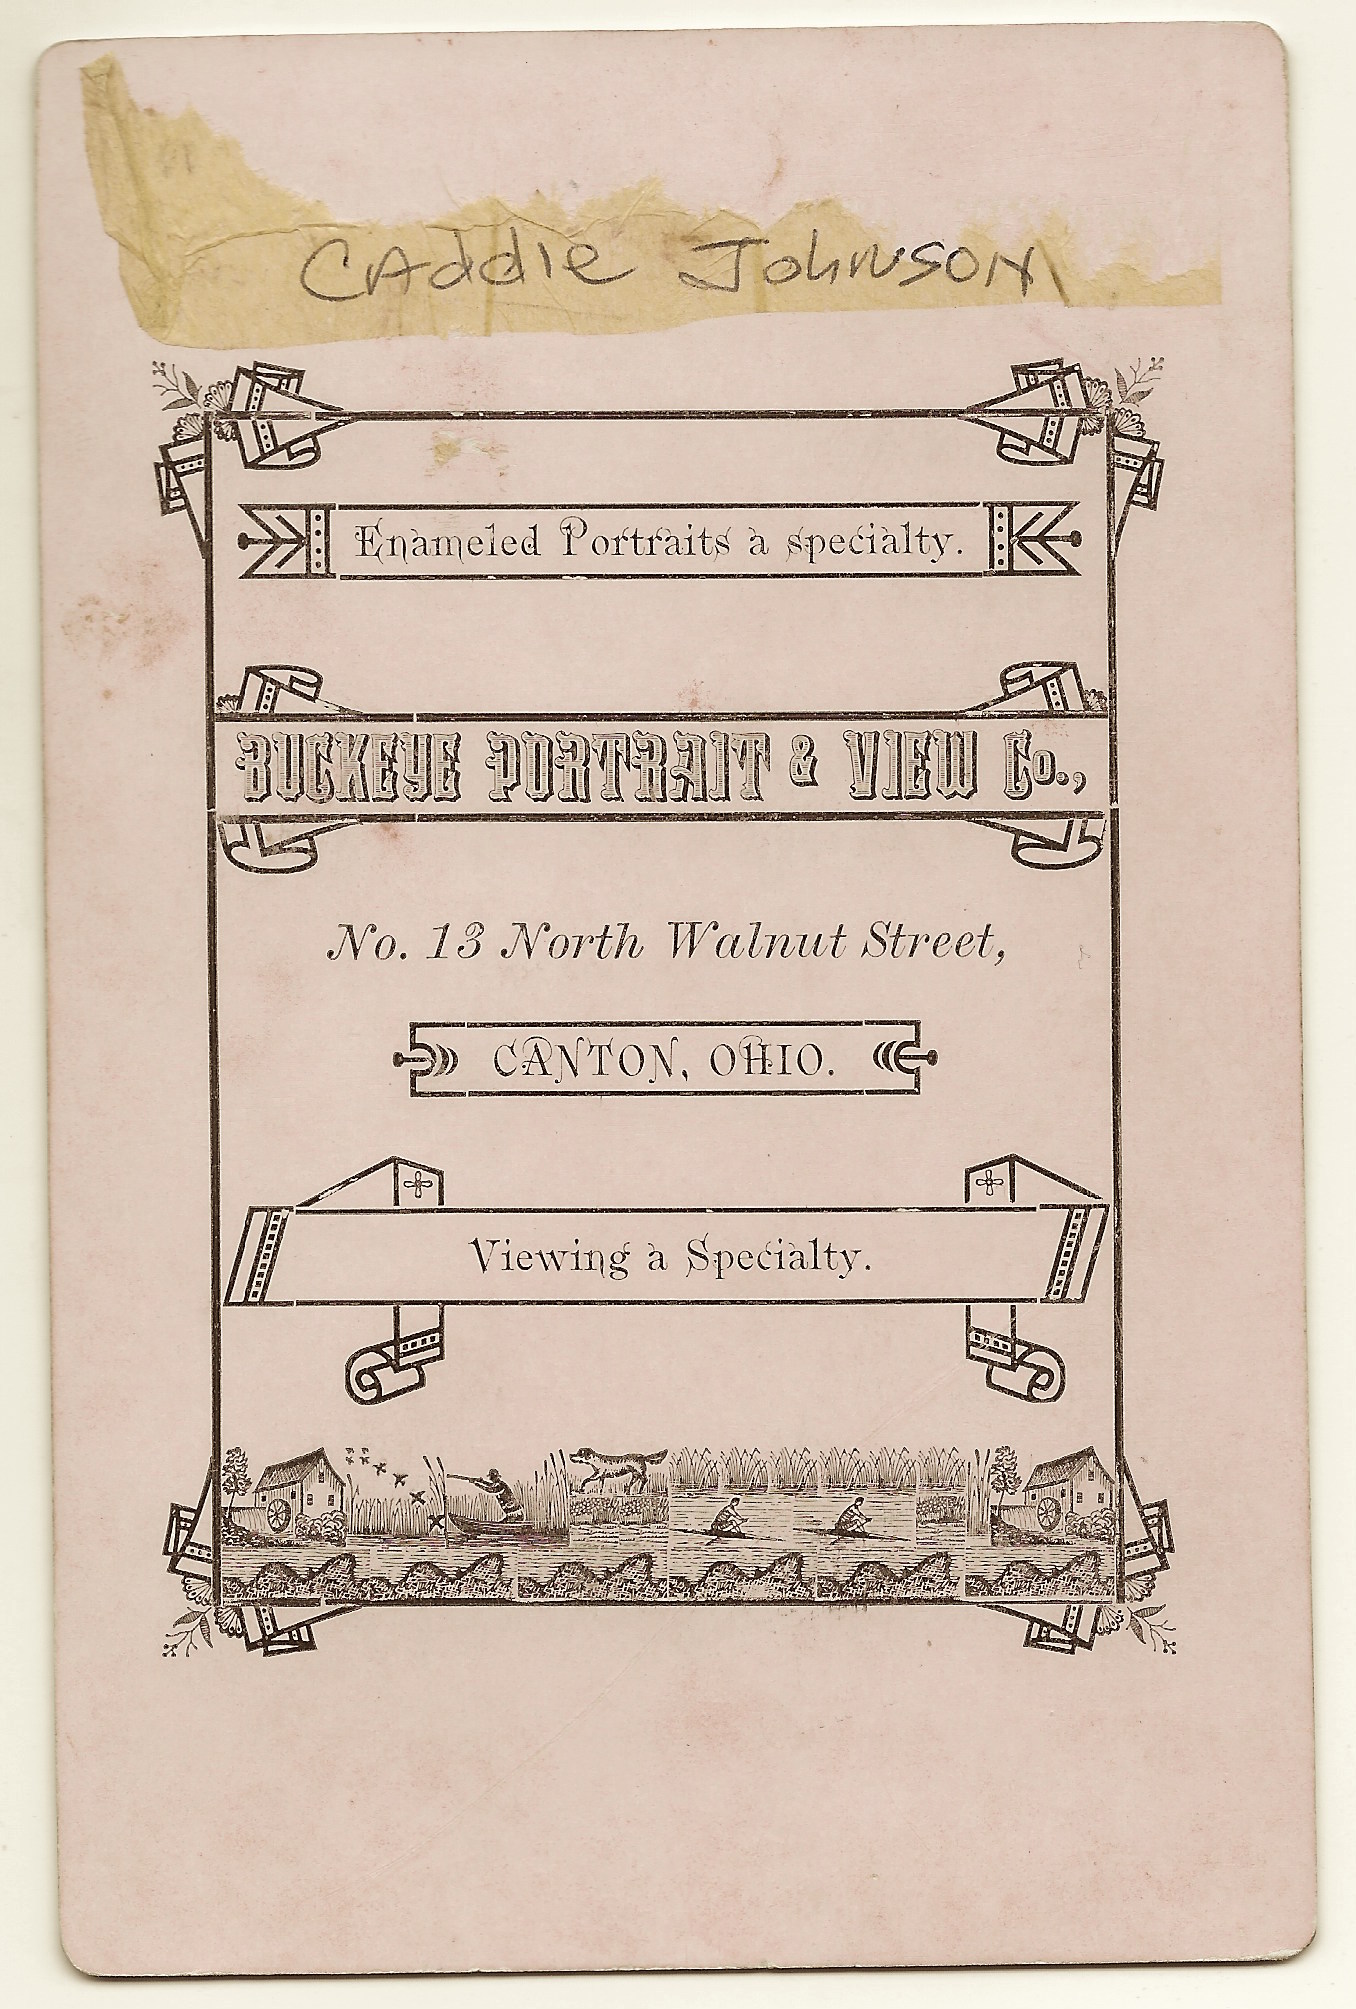 CAddie JohNSON
Enameled Portraits a specialty.
BUCKEYE PORTRAIT & VIEW Co.,
No. 13 North Walnut Street,
CANTON, OHIO.
Viewing a Specialty.